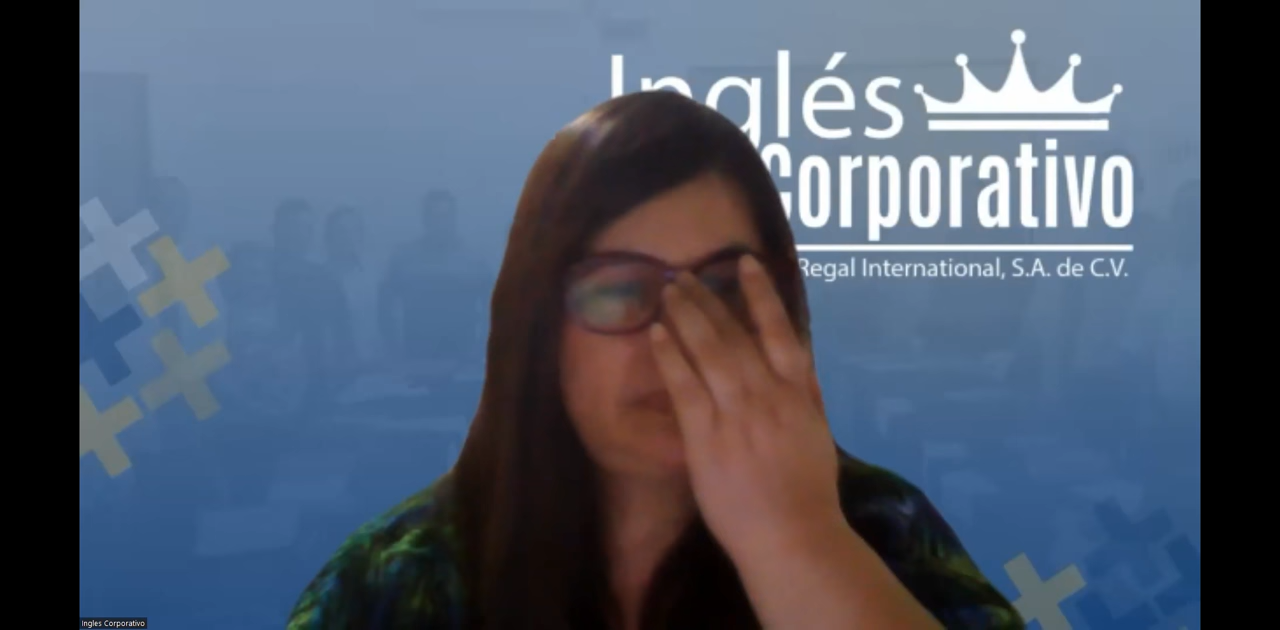 Inglés
Corporativo
Regal International, S.A. de C.V.
Ingles Corporativo